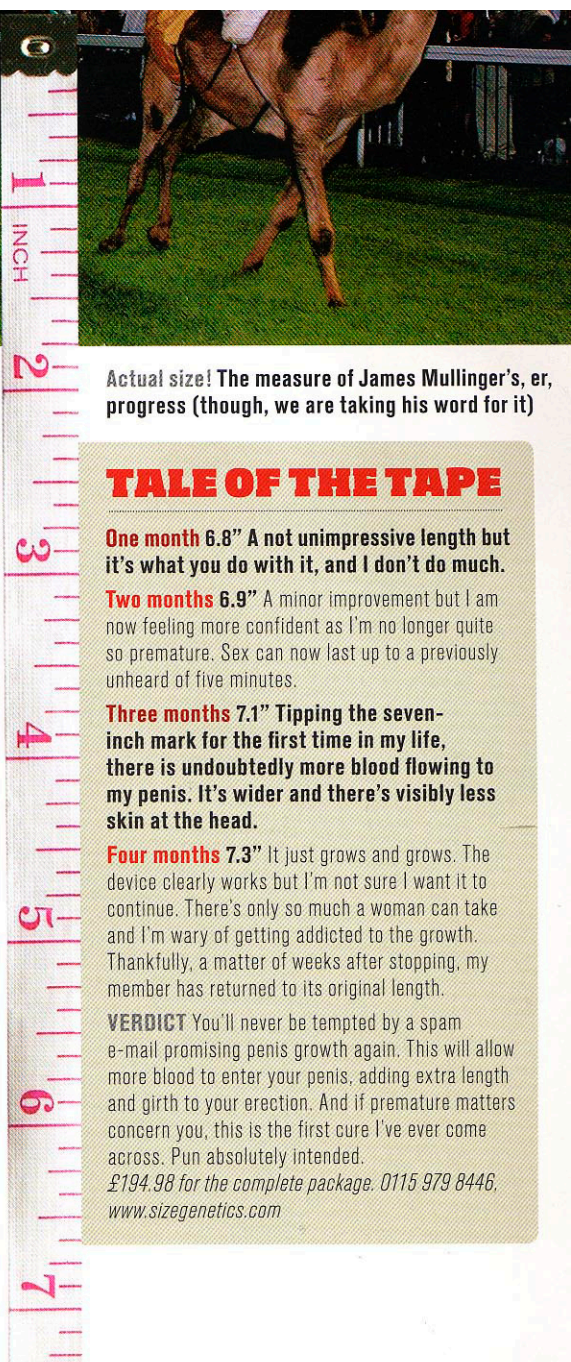 1
INCH
2
3
4
5
6
7
Actual size! The measure of James Mullinger's, er,
progress (though, we are taking his word for it)
TALE OF THE TAPE
One month 6.8” A not unimpressive length but
it's what you do with it, and I don't do much.
Two months 6.9” A minor improvement but I am
now feeling more confident as I'm no longer quite
so premature. Sex can now last up to a previously
unheard of five minutes.
Three months 7.1” Tipping the seven-
inch mark for the first time in my life,
there is undoubtedly more blood flowing to
my penis. It's wider and there's visibly less
skin at the head.
Four months 7.3” It just grows and grows. The
device clearly works but I'm not sure I want it to
continue. There's only so much a woman can take
and I'm wary of getting addicted to the growth.
Thankfully, a matter of weeks after stopping, my
member has returned to its original length.
VERDICT You'll never be tempted by a spam
e-mail promising penis growth again. This will allow
more blood to enter your penis, adding extra length
and girth to your erection. And if premature matters
concern you, this is the first cure I've ever come
across. Pun absolutely intended.
£194.98 for the complete package. 0115 979 8446,
www.sizegenetics.com